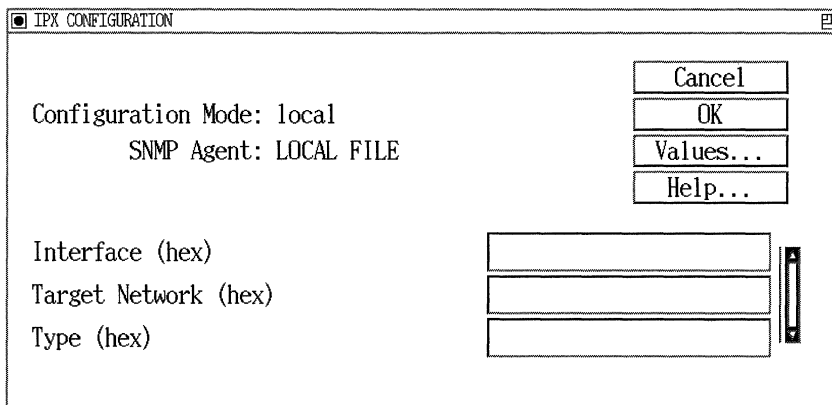 IPX CONFIGURATION
Cancel
Configuration Mode: local
OK
SNMP Agent: LOCAL FILE
Values...
Help...
Interface (hex)
Target Network (hex)
Type (hex)